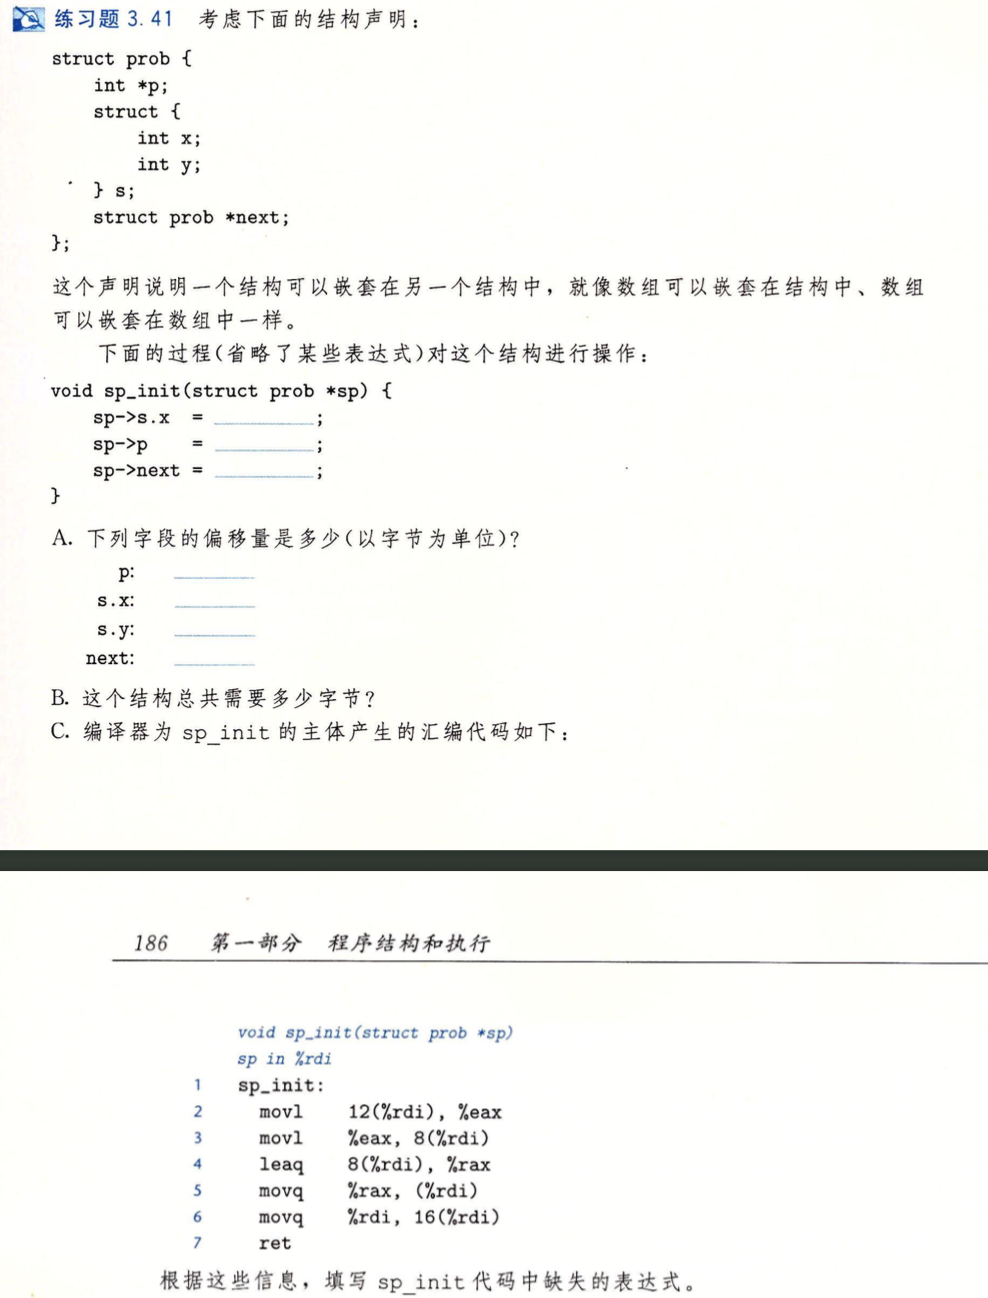 练习题 3.41 考虑下面的结构声明：
struct prob {
    int *p;
    struct {
        int x;
        int y;
    } s;
    struct prob *next;
};
这个声明说明一个结构可以嵌套在另一个结构中，就像数组可以嵌套在结构中、数组
可以嵌套在数组中一样。
下面的过程(省略了某些表达式)对这个结构进行操作：
void sp_init(struct prob *sp) {
    sp->s.x  = ;
    sp->p    = ;
    sp->next = ;
}
A. 下列字段的偏移量是多少(以字节为单位)?
p:
s.x:
s.y:
next:
B. 这个结构总共需要多少字节?
C. 编译器为 sp_init 的主体产生的汇编代码如下：
186 第一部分 程序结构和执行
void sp_init(struct prob *sp)
sp in %rdi
1 sp_init:
2 movl 12(%rdi), %eax
3 movl %eax, 8(%rdi)
4 leaq 8(%rdi), %rax
5 movq %rax, (%rdi)
6 movq %rdi, 16(%rdi)
7 ret
根据这些信息，填写 sp_init 代码中缺失的表达式。